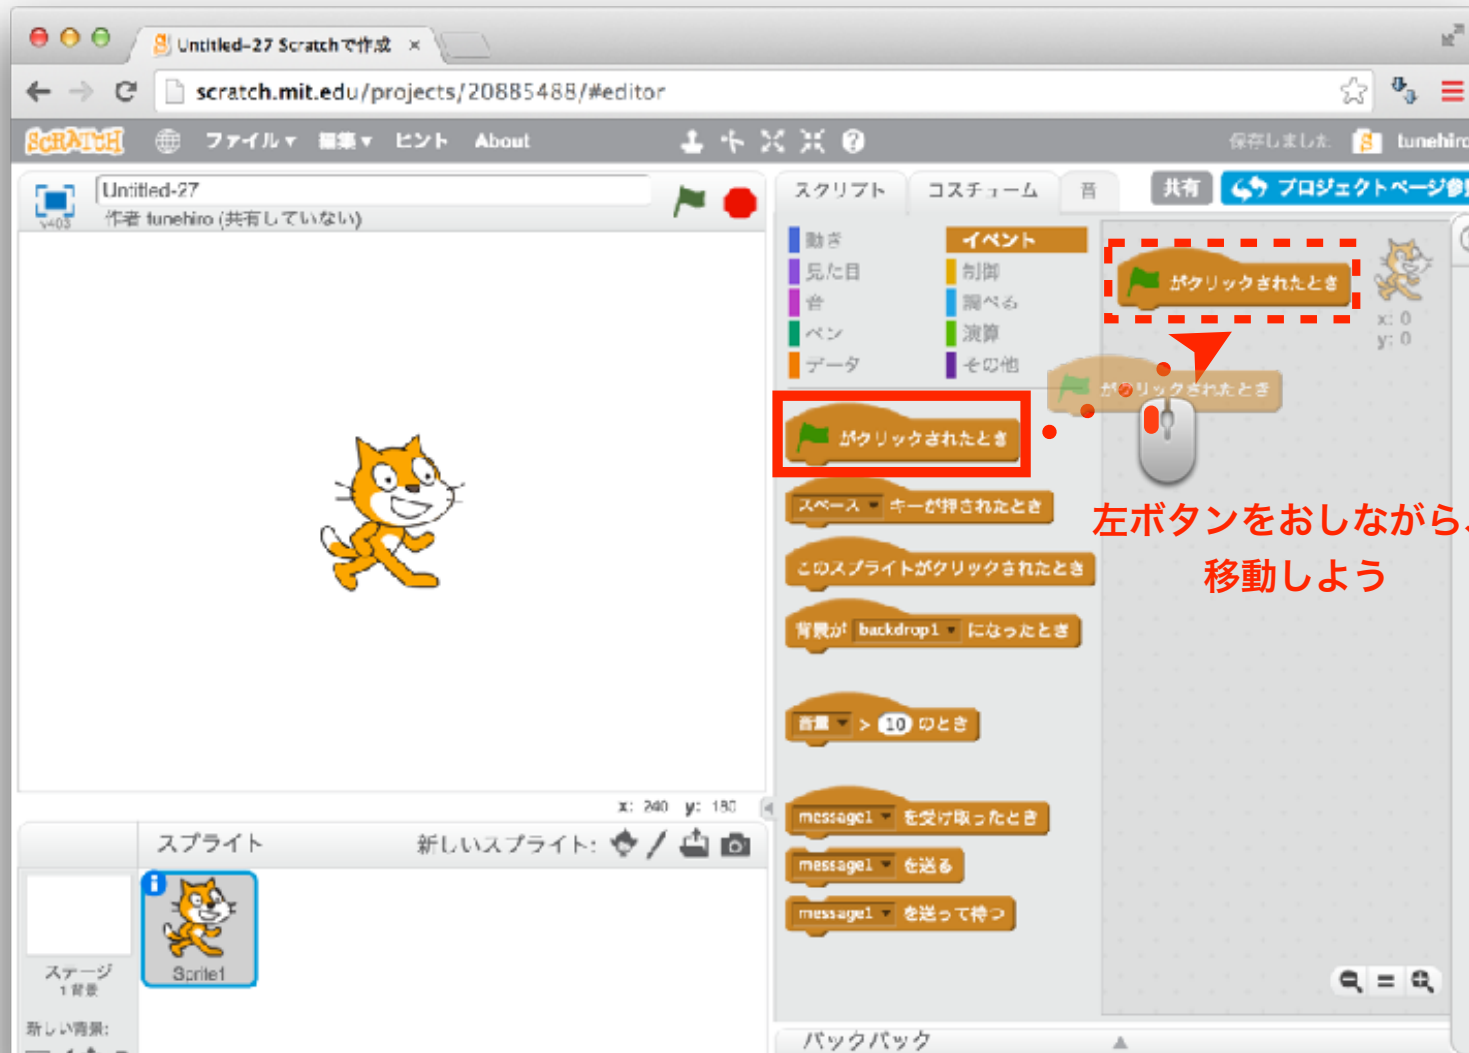 Untitled-27 Scratchで作成
scratch.mit.edu/projects/20885488/#editor
SCRATCH ファイル 編集 ヒント About 保存しました tunehiro
Untitled-27
作者 tunehiro (共有していない)
v403
スクリプト コスチューム 音 共有 プロジェクトページ参
動き イベント
見た目 制御
音 調べる
ペン 演算
データ その他
がクリックされたとき
x: 0
y: 0
がクリックされたとき
がクリックされたとき
スペース キーが押されたとき
左ボタンをおしながら、
移動しよう
このスプライトがクリックされたとき
背景が backdrop1 になったとき
音量 > 10 のとき
x: 240 y: 180
message1 を受け取ったとき
message1 を送る
message1 を送って待つ
スプライト 新しいスプライト:
Sprite1
ステージ
1 背景
新しい背景:
バックパック